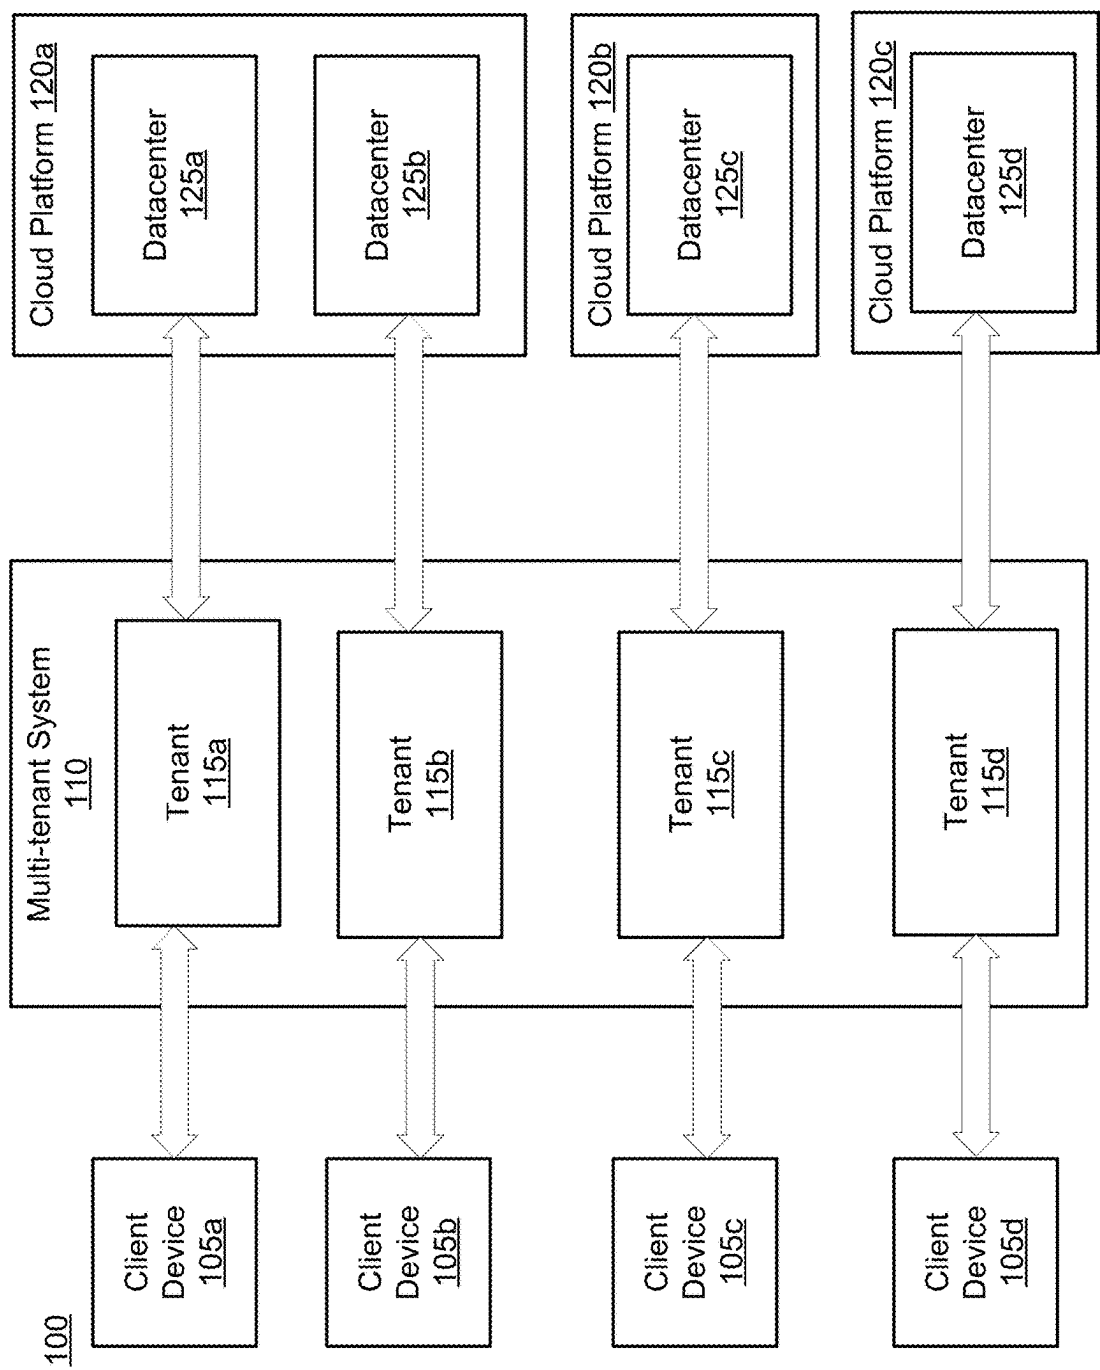 100
Client
Device
105a
Client
Device
105b
Client
Device
105c
Client
Device
105d
Multi-tenant System
110
Tenant
115a
Tenant
115b
Tenant
115c
Tenant
115d
Cloud Platform 120a
Datacenter
125a
Datacenter
125b
Cloud Platform 120b
Datacenter
125c
Cloud Platform 120c
Datacenter
125d